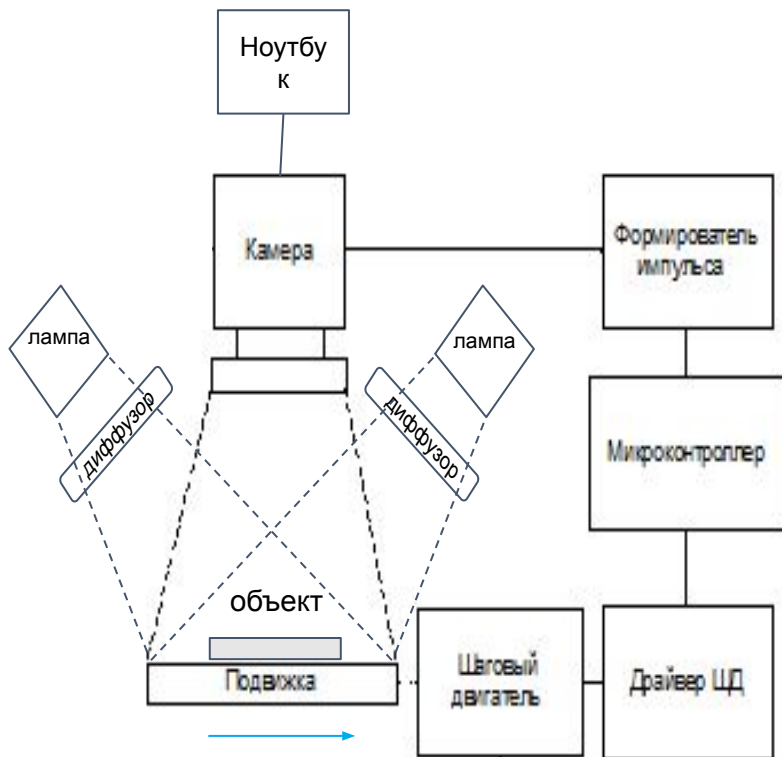 Ноутбу
к
Камера
Формирователь
импульса
лампа
лампа
диффузор
диффузор
Микроконтроллер
объект
Подвижка
Шаговый
двигатель
Драйвер ШД